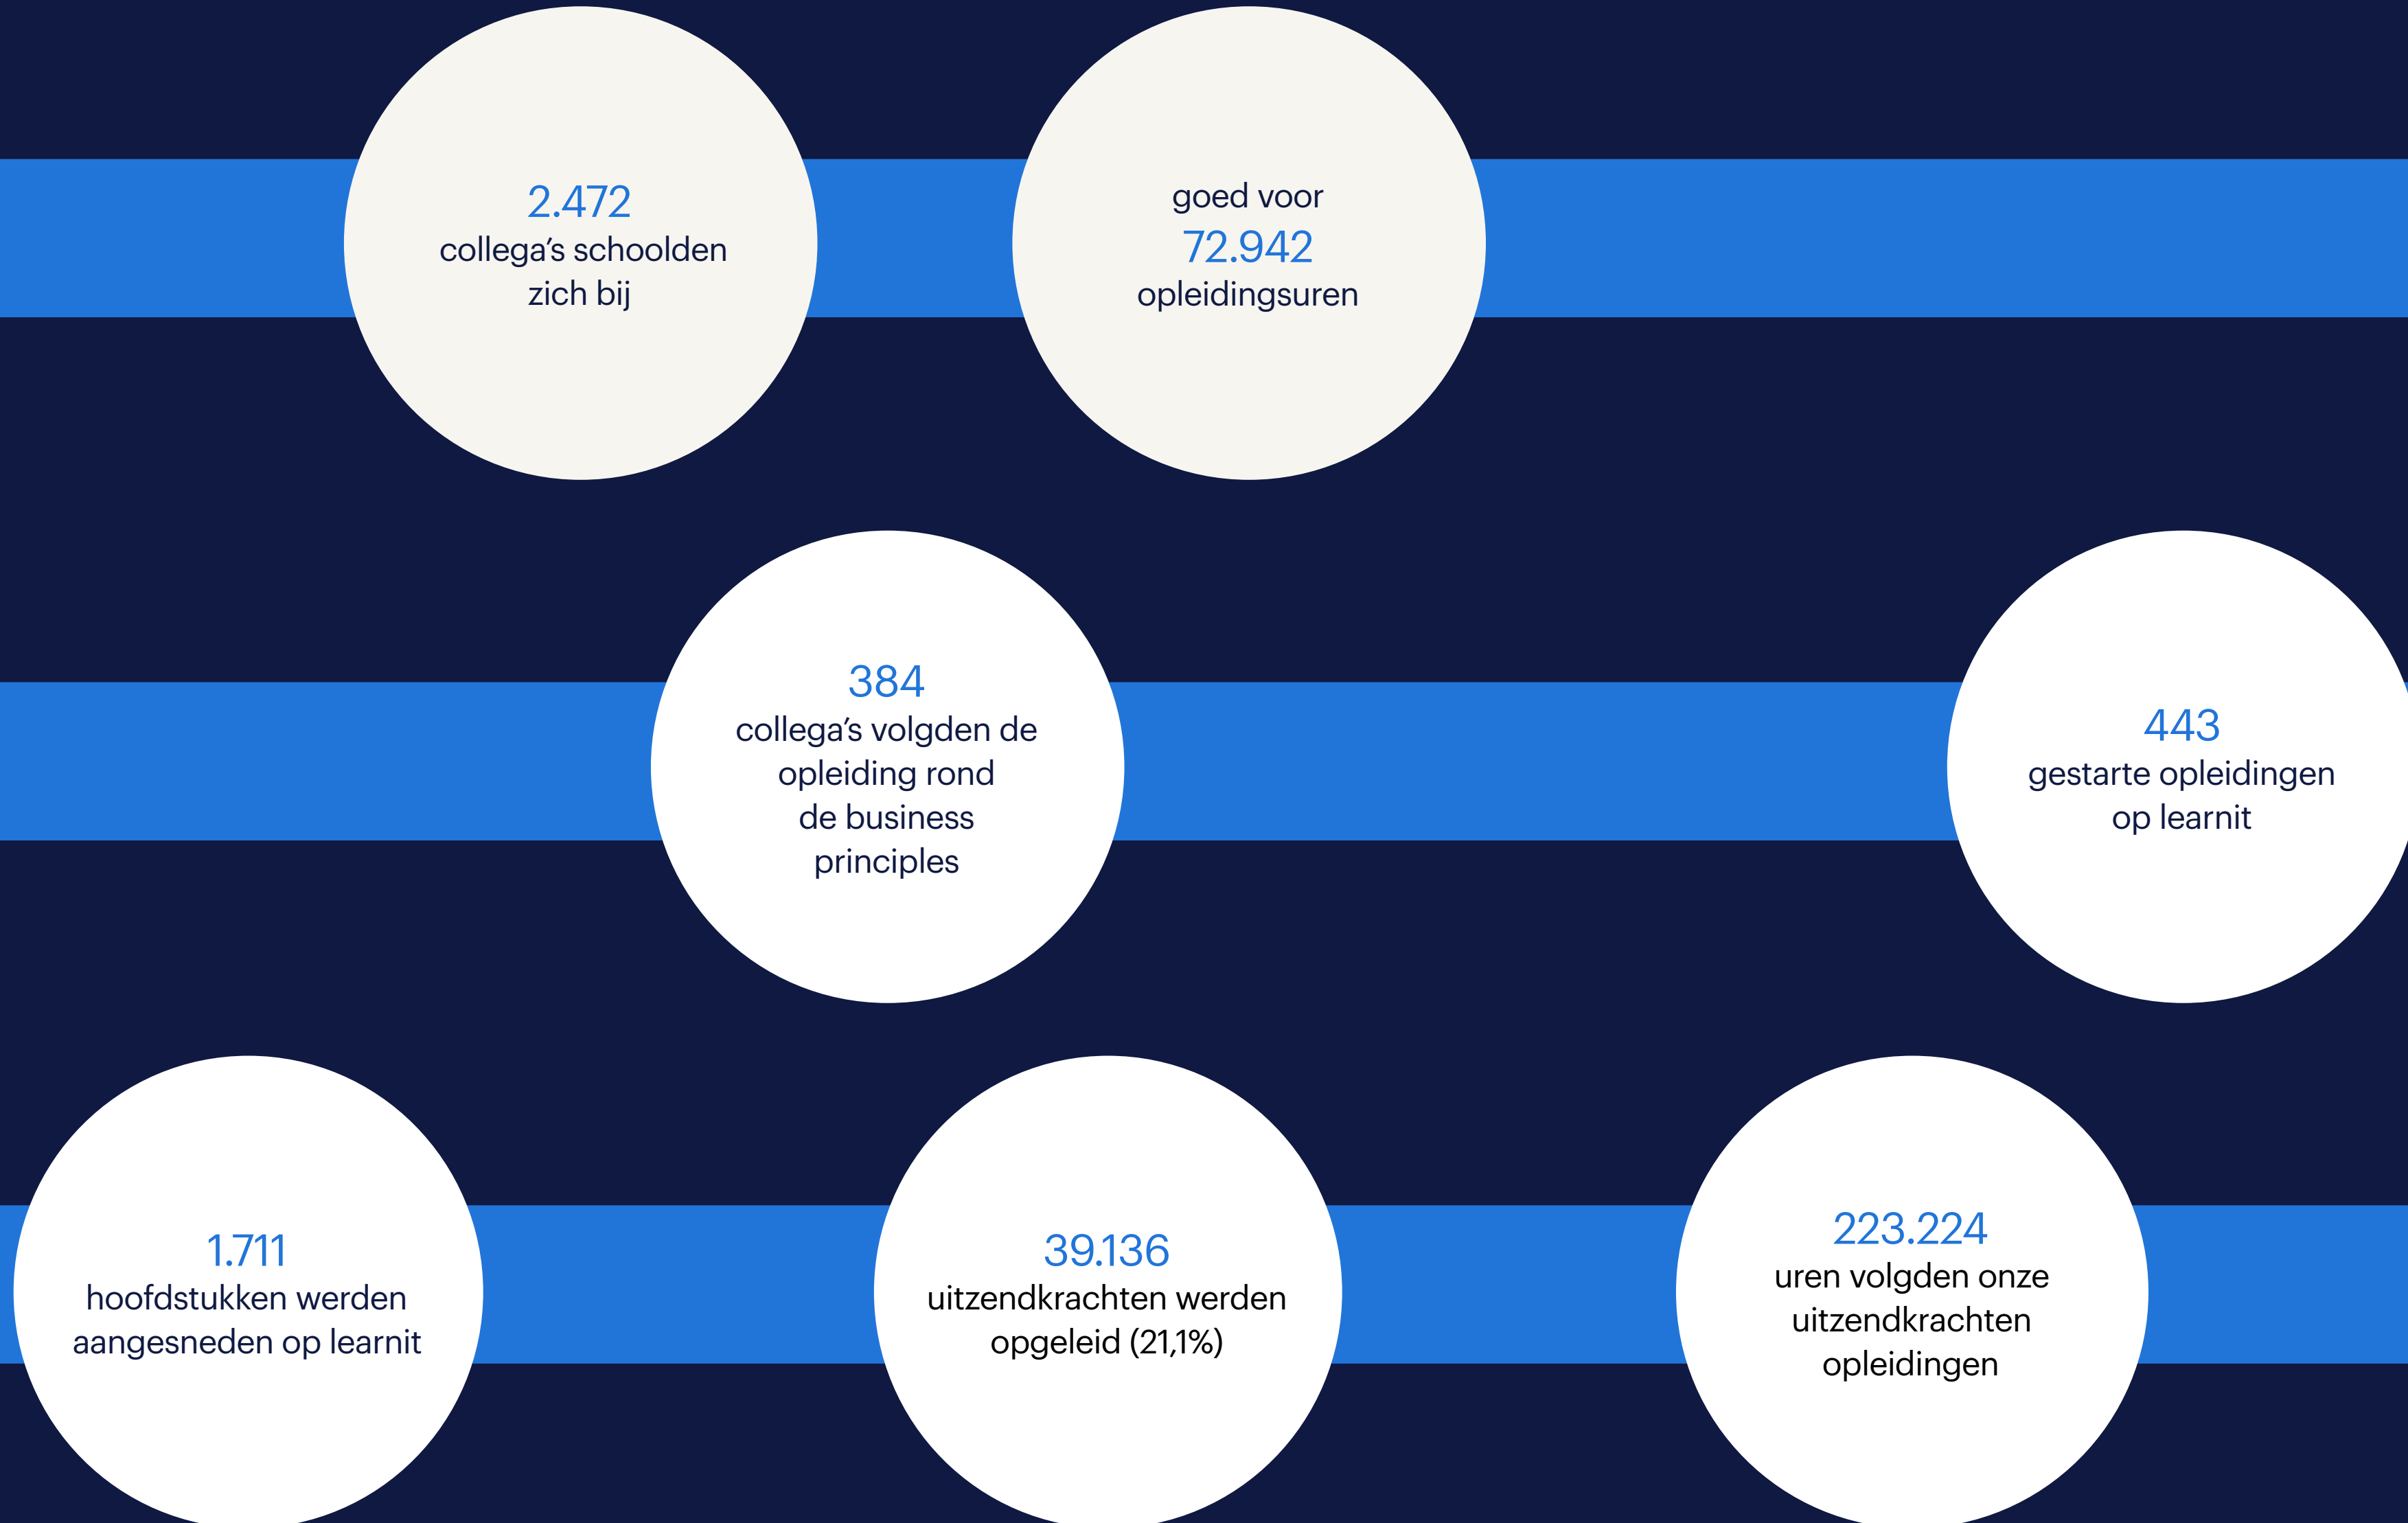 2.472
collega’s schoolden
zich bij
goed voor
72.942
opleidingsuren
384
collega’s volgden de
opleiding rond
de business
principles
443
gestarte opleidingen
op learnit
1.711
hoofdstukken werden
aangesneden op learnit
39.136
uitzendkrachten werden
opgeleid (21,1%)
223.224
uren volgden onze
uitzendkrachten
opleidingen